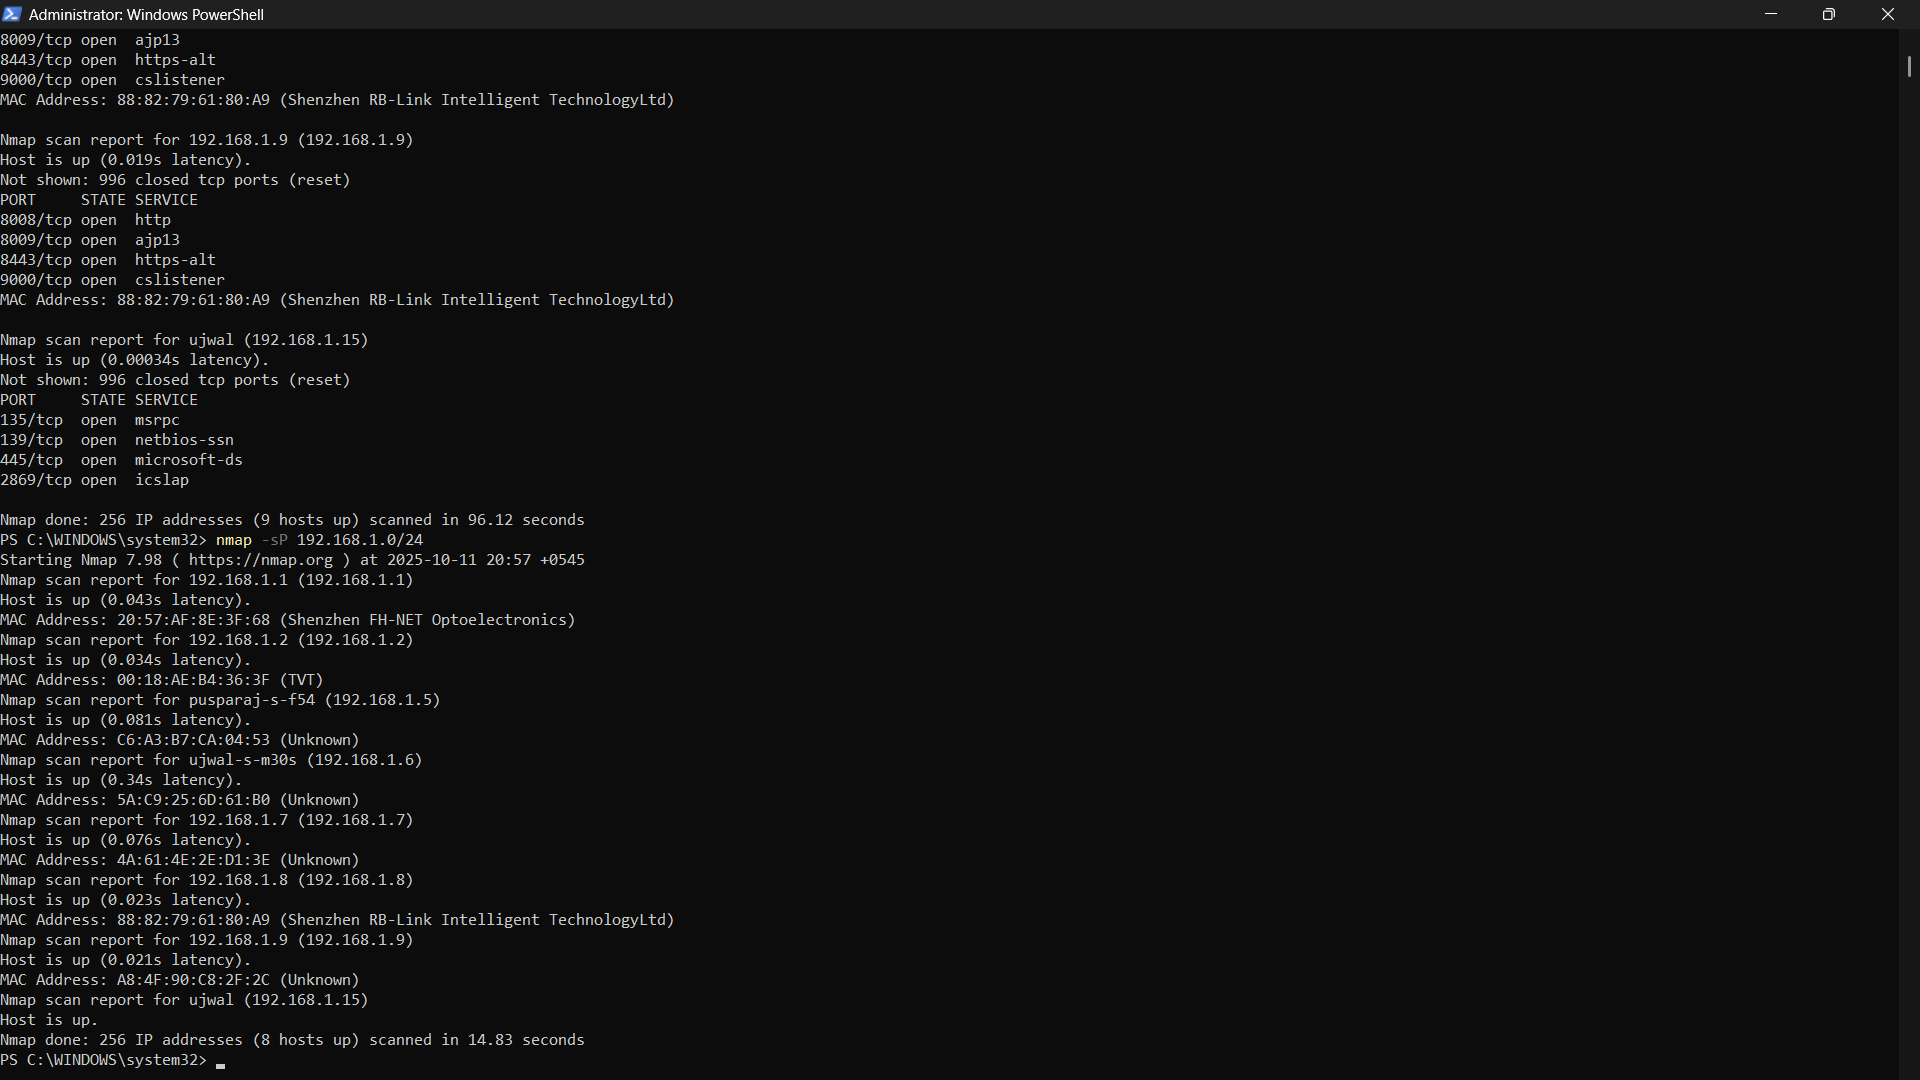 Administrator: Windows PowerShell
8009/tcp open  ajp13
8443/tcp open  https-alt
9000/tcp open  cslistener
MAC Address: 88:82:79:61:80:A9 (Shenzhen RB-Link Intelligent TechnologyLtd)

Nmap scan report for 192.168.1.9 (192.168.1.9)
Host is up (0.019s latency).
Not shown: 996 closed tcp ports (reset)
PORT     STATE SERVICE
8008/tcp open  http
8009/tcp open  ajp13
8443/tcp open  https-alt
9000/tcp open  cslistener
MAC Address: 88:82:79:61:80:A9 (Shenzhen RB-Link Intelligent TechnologyLtd)

Nmap scan report for ujwal (192.168.1.15)
Host is up (0.00034s latency).
Not shown: 996 closed tcp ports (reset)
PORT     STATE SERVICE
135/tcp  open  msrpc
139/tcp  open  netbios-ssn
445/tcp  open  microsoft-ds
2869/tcp open  icslap

Nmap done: 256 IP addresses (9 hosts up) scanned in 96.12 seconds
PS C:\WINDOWS\system32> nmap -sP 192.168.1.0/24
Starting Nmap 7.98 ( https://nmap.org ) at 2025-10-11 20:57 +0545
Nmap scan report for 192.168.1.1 (192.168.1.1)
Host is up (0.043s latency).
MAC Address: 20:57:AF:8E:3F:68 (Shenzhen FH-NET Optoelectronics)
Nmap scan report for 192.168.1.2 (192.168.1.2)
Host is up (0.034s latency).
MAC Address: 00:18:AE:B4:36:3F (TVT)
Nmap scan report for pusparaj-s-f54 (192.168.1.5)
Host is up (0.081s latency).
MAC Address: C6:A3:B7:CA:04:53 (Unknown)
Nmap scan report for ujwal-s-m30s (192.168.1.6)
Host is up (0.34s latency).
MAC Address: 5A:C9:25:6D:61:B0 (Unknown)
Nmap scan report for 192.168.1.7 (192.168.1.7)
Host is up (0.076s latency).
MAC Address: 4A:61:4E:2E:D1:3E (Unknown)
Nmap scan report for 192.168.1.8 (192.168.1.8)
Host is up (0.023s latency).
MAC Address: 88:82:79:61:80:A9 (Shenzhen RB-Link Intelligent TechnologyLtd)
Nmap scan report for 192.168.1.9 (192.168.1.9)
Host is up (0.021s latency).
MAC Address: A8:4F:90:C8:2F:2C (Unknown)
Nmap scan report for ujwal (192.168.1.15)
Host is up.
Nmap done: 256 IP addresses (8 hosts up) scanned in 14.83 seconds
PS C:\WINDOWS\system32>